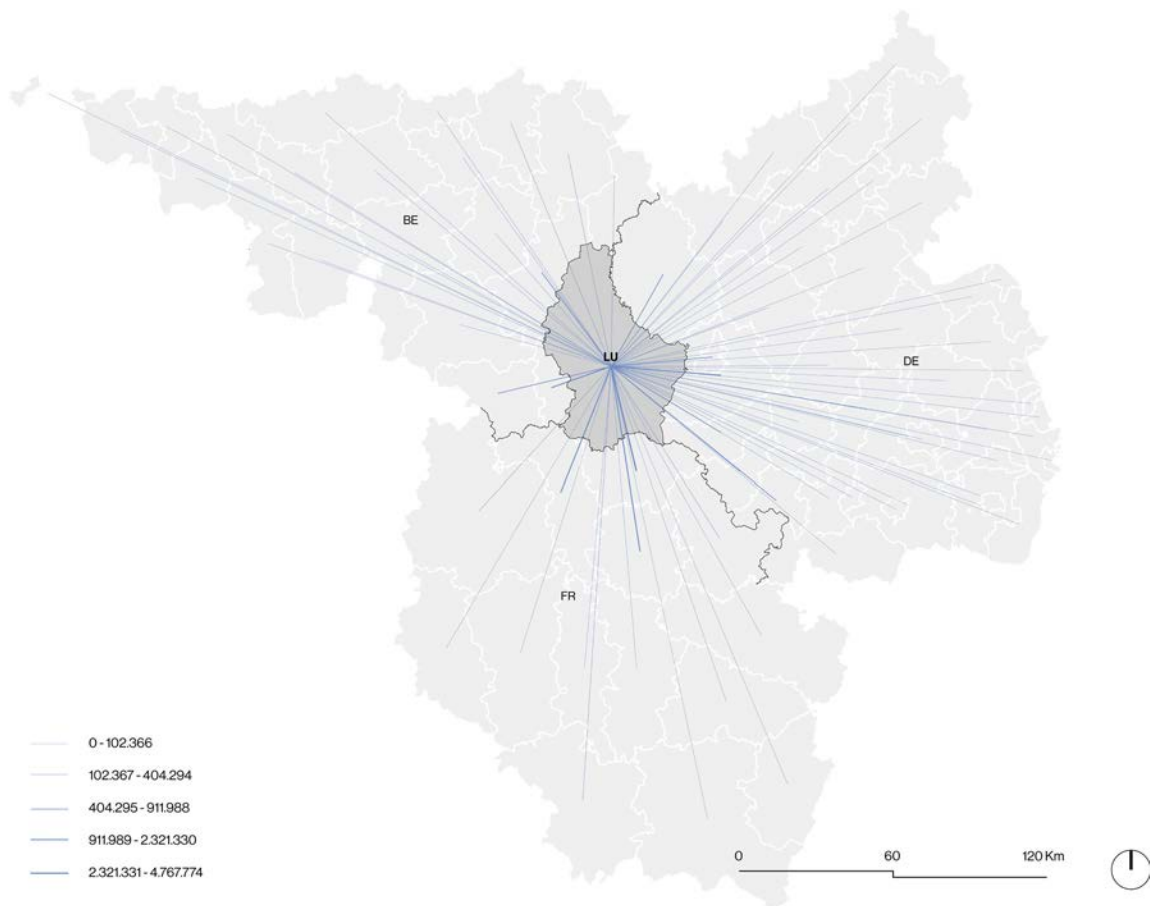 BE
LU
DE
FR
0 - 102.366
102.367 - 404.294
404.295 - 911.988
911.989 - 2.321.330
2.321.331 - 4.767.774
0 60 120 Km